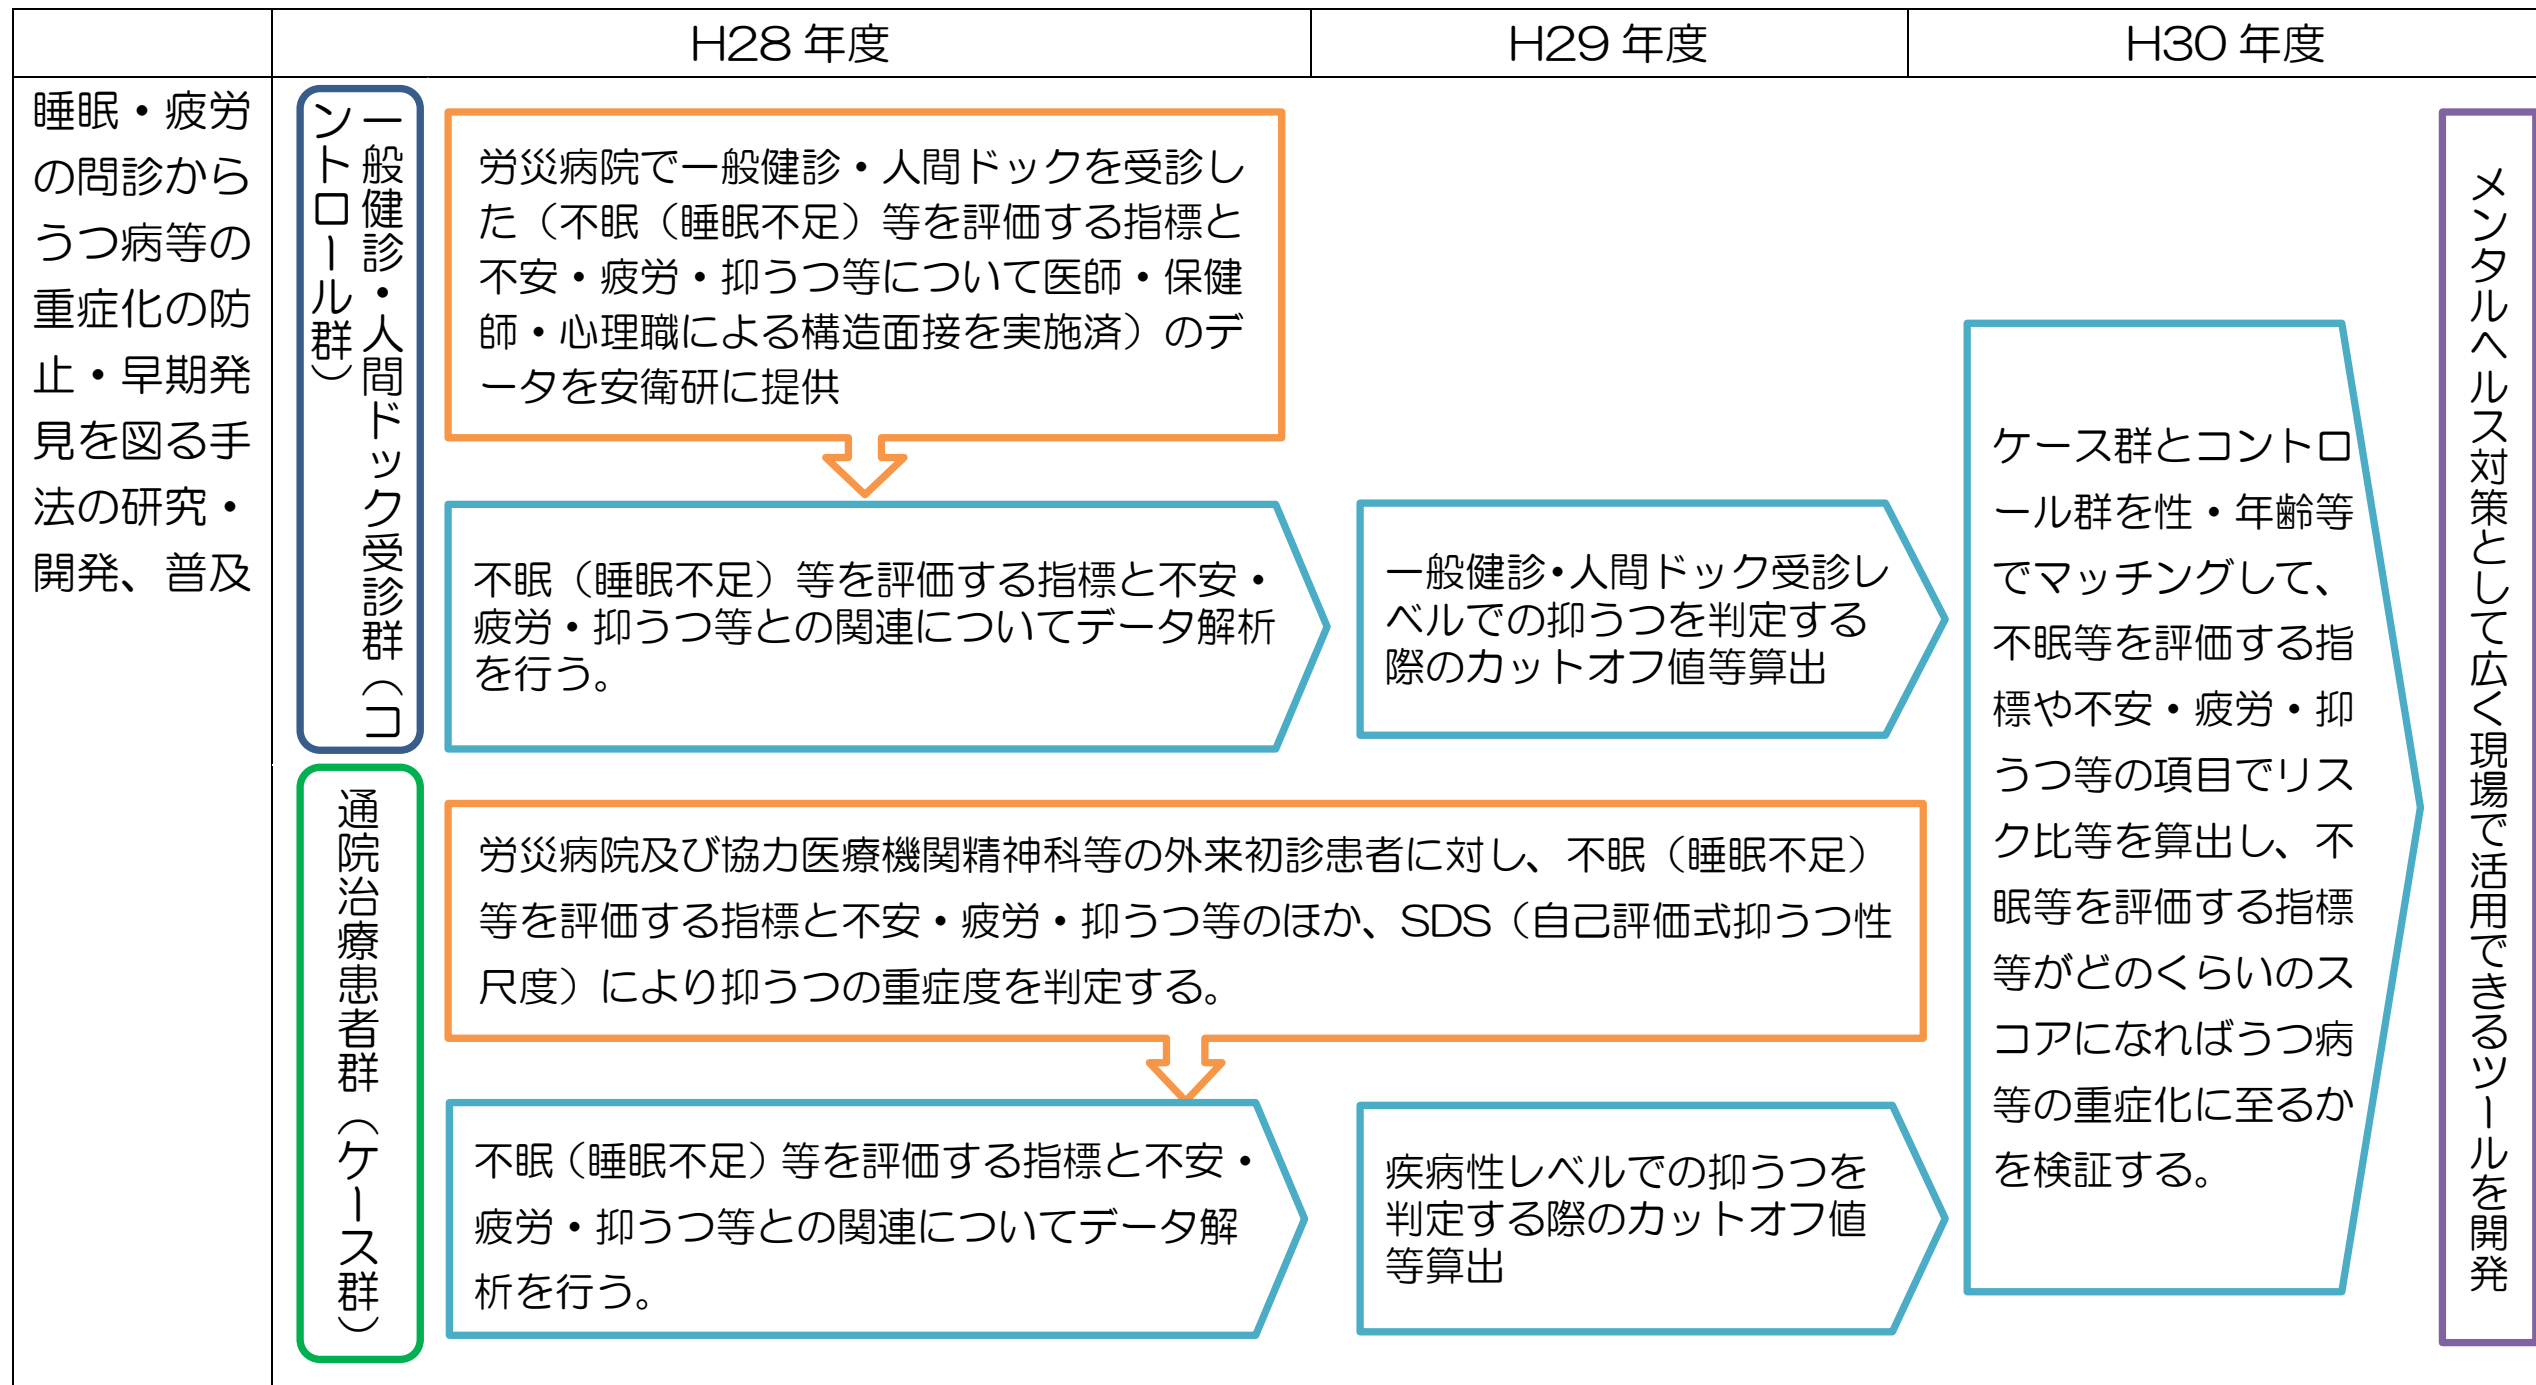 H28 年度
H29 年度
H30 年度
睡眠・疲労
の問診から
うつ病等の
重症化の防
止・早期発
見を図る手
法の研究・
開発、普及
一般健診・人間ドック受診群（コ
ントロール群）
労災病院で一般健診・人間ドックを受診し
た（不眠（睡眠不足）等を評価する指標と
不安・疲労・抑うつ等について医師・保健
師・心理職による構造面接を実施済）のデ
ータを安衛研に提供
不眠（睡眠不足）等を評価する指標と不安・
疲労・抑うつ等との関連についてデータ解析
を行う。
一般健診・人間ドック受診レ
ベルでの抑うつを判定する
際のカットオフ値等算出
通院治療患者群（ケース群）
労災病院及び協力医療機関精神科等の外来初診患者に対し、不眠（睡眠不足）
等を評価する指標と不安・疲労・抑うつ等のほか、SDS（自己評価式抑うつ性
尺度）により抑うつの重症度を判定する。
不眠（睡眠不足）等を評価する指標と不安・
疲労・抑うつ等との関連についてデータ解
析を行う。
疾病性レベルでの抑うつを
判定する際のカットオフ値
等算出
ケース群とコントロ
ール群を性・年齢等
でマッチングして、
不眠等を評価する指
標や不安・疲労・抑
うつ等の項目でリス
ク比等を算出し、不
眠等を評価する指標
等がどのくらいのス
コアになればうつ病
等の重症化に至るか
を検証する。
メンタルヘルス対策として広く現場で活用できるツールを開発